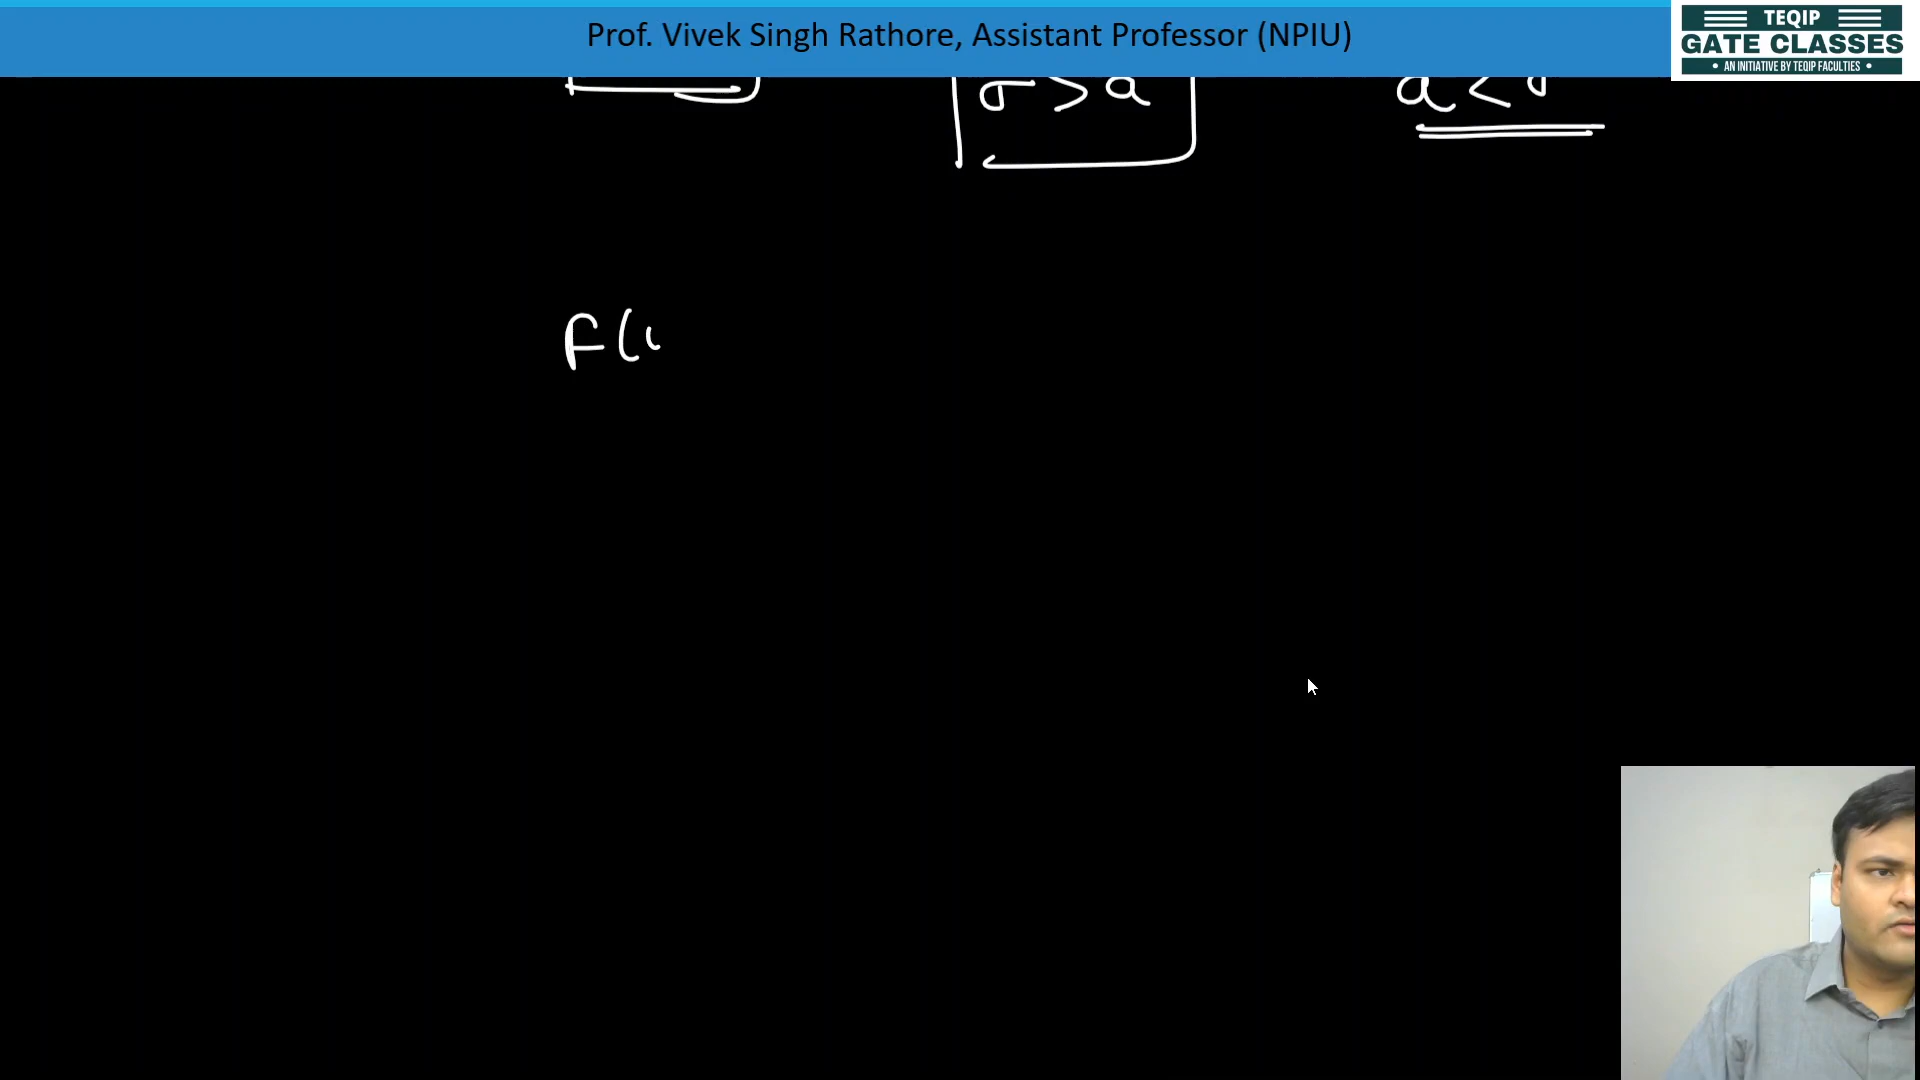 Prof. Vivek Singh Rathore, Assistant Professor (NPIU)
TEQIP
GATE CLASSES
• AN INITIATIVE BY TEQIP FACULTIES •
σ > a
a < σ
F(